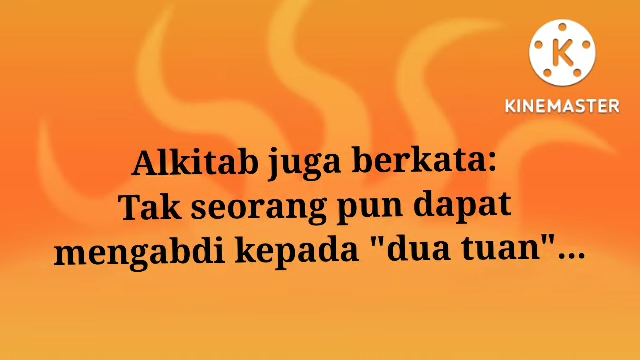 KINEMASTER
Alkitab juga berkata:
Tak seorang pun dapat
mengabdi kepada "dua tuan"...